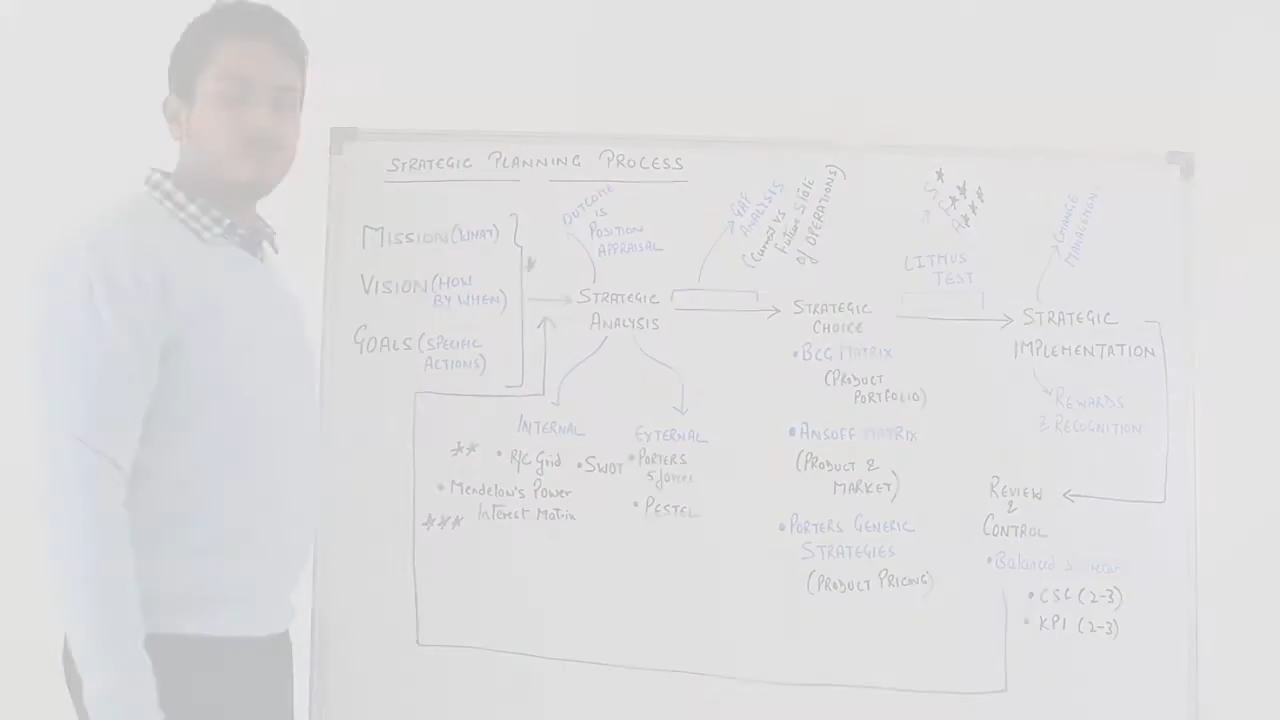 STRATEGIC PLANNING PROCESS
MISSION (WHAT)
VISION (HOW
BY WHEN)
GOALS (SPECIFIC
ACTIONS)
*
OUTCOME
IS
POSITION
APPRAISAL
STRATEGIC
ANALYSIS
INTERNAL
** • R/C Grid
• SWOT
• Mendelow's Power
*** Interest Matrix
EXTERNAL
• PORTERS
5 forces
• PESTEL
GAP
ANALYSIS
(Current vs
Future State
of OPERATIONS)
STRATEGIC
CHOICE
• BCG MATRIX
(PRODUCT
PORTFOLIO)
• ANSOFF MATRIX
(PRODUCT &
MARKET)
• PORTERS GENERIC
STRATEGIES
(PRODUCT PRICING)
LITMUS
TEST
CHANGE
MANAGEMENT
STRATEGIC
IMPLEMENTATION
REWARDS
& RECOGNITION
REVIEW
&
CONTROL
• Balanced
• CSF (2-3)
• KPI (2-3)